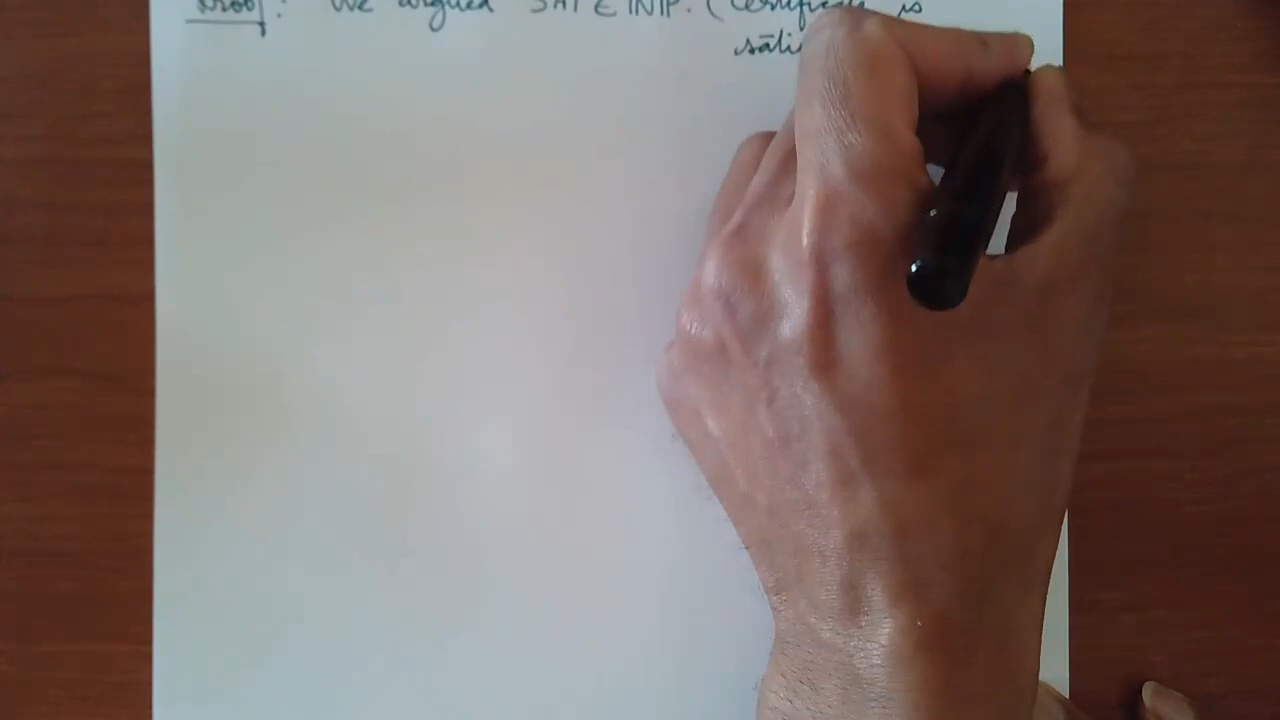 Proof: We argued SAT ∈ NP. (Certificate is